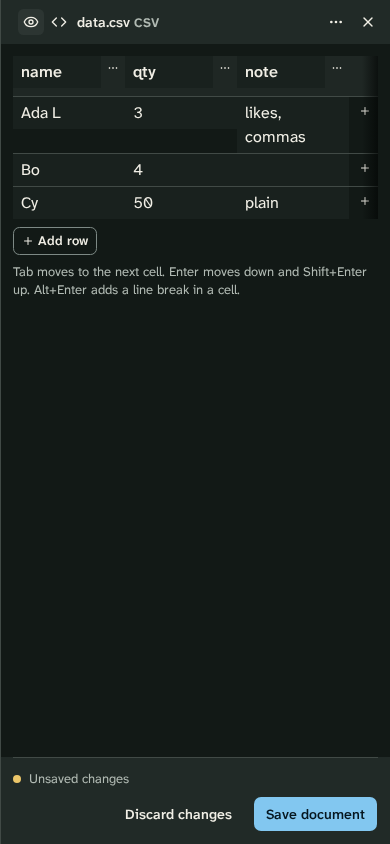 data.csv CSV
name ... qty ... note ...
Ada L 3 likes,
commas
Bo 4
Cy 50 plain
+ Add row
Tab moves to the next cell. Enter moves down and Shift+Enter
up. Alt+Enter adds a line break in a cell.
Unsaved changes
Discard changes Save document